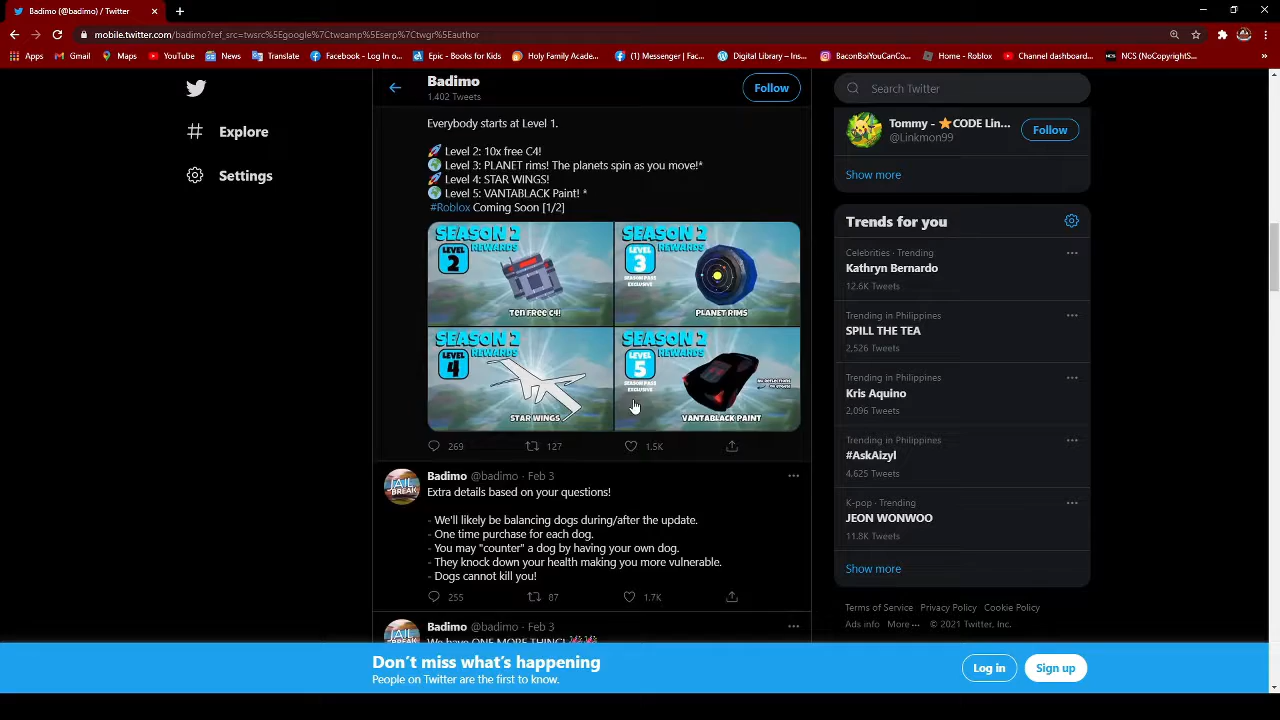 Badimo (@badimo) / Twitter
mobile.twitter.com/badimo?ref_src=twsrc%5Egoogle%7Ctwcamp%5Eserp%7Ctwgr%5Eauthor
Apps Gmail Maps YouTube News Translate Facebook - Log In o... Epic - Books for Kids Holy Family Acade... (1) Messenger | Fac... Digital Library – Ins... BaconBoiYouCanCo... Home - Roblox Channel dashboard... NCS (NoCopyrightS...
Explore
Settings
Badimo
1,402 Tweets
Follow
Everybody starts at Level 1.
Level 2: 10x free C4!
Level 3: PLANET rims! The planets spin as you move!*
Level 4: STAR WINGS!
Level 5: VANTABLACK Paint! *
#Roblox Coming Soon [1/2]
SEASON 2
REWARDS
LEVEL
2
TEN FREE C4!
SEASON 2
REWARDS
LEVEL
3
SEASON PASS
EXCLUSIVE
PLANET RIMS
SEASON 2
REWARDS
LEVEL
4
STAR WINGS
SEASON 2
REWARDS
LEVEL
5
SEASON PASS
EXCLUSIVE
VANTABLACK PAINT
269 127 1.5K
Badimo @badimo · Feb 3
Extra details based on your questions!
- We'll likely be balancing dogs during/after the update.
- One time purchase for each dog.
- You may "counter" a dog by having your own dog.
- They knock down your health making you more vulnerable.
- Dogs cannot kill you!
255 87 1.7K
Badimo @badimo · Feb 3
We have ONE MORE THING!
Search Twitter
Tommy - ⭐CODE Lin...
@Linkmon99
Follow
Show more
Trends for you
Celebrities · Trending
Kathryn Bernardo
12.6K Tweets
Trending in Philippines
SPILL THE TEA
2,526 Tweets
Trending in Philippines
Kris Aquino
2,096 Tweets
Trending in Philippines
#AskAizyl
4,625 Tweets
K-pop · Trending
JEON WONWOO
11.8K Tweets
Show more
Terms of Service Privacy Policy Cookie Policy
Ads info More ··· © 2021 Twitter, Inc.
Don't miss what's happening
People on Twitter are the first to know.
Log in
Sign up